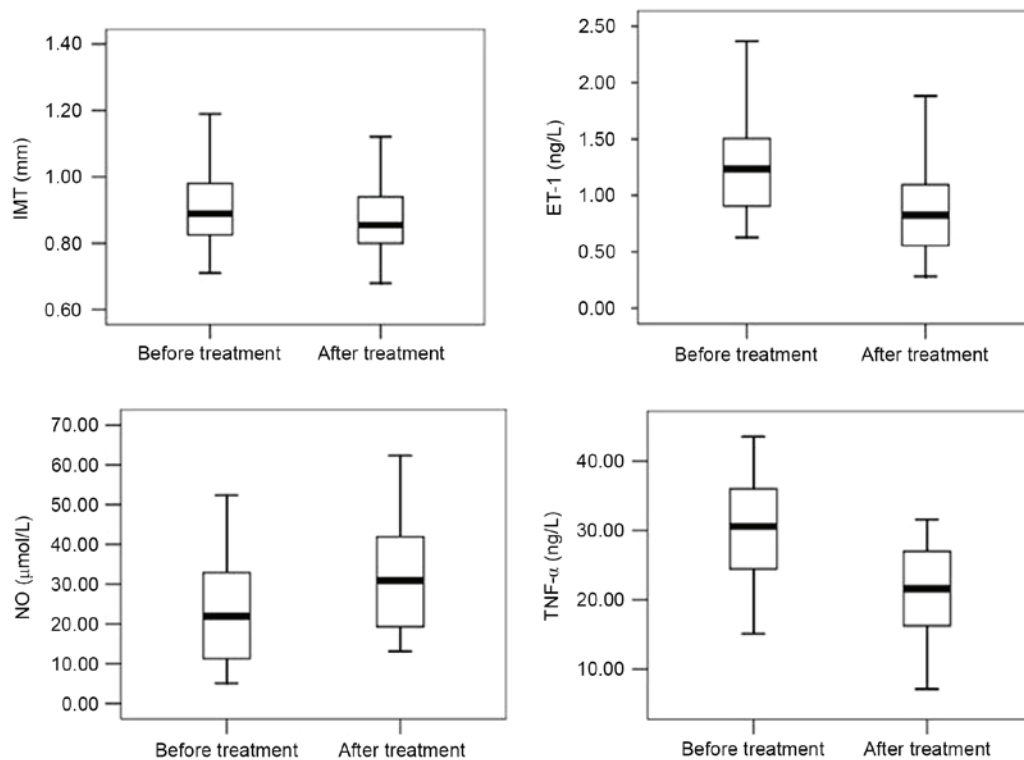 IMT (mm)
1.40
1.20
1.00
0.80
0.60
Before treatment
After treatment
ET-1 (ng/L)
2.50
2.00
1.50
1.00
0.50
0.00
Before treatment
After treatment
NO (μmol/L)
70.00
60.00
50.00
40.00
30.00
20.00
10.00
0.00
Before treatment
After treatment
TNF-α (ng/L)
40.00
30.00
20.00
10.00
Before treatment
After treatment